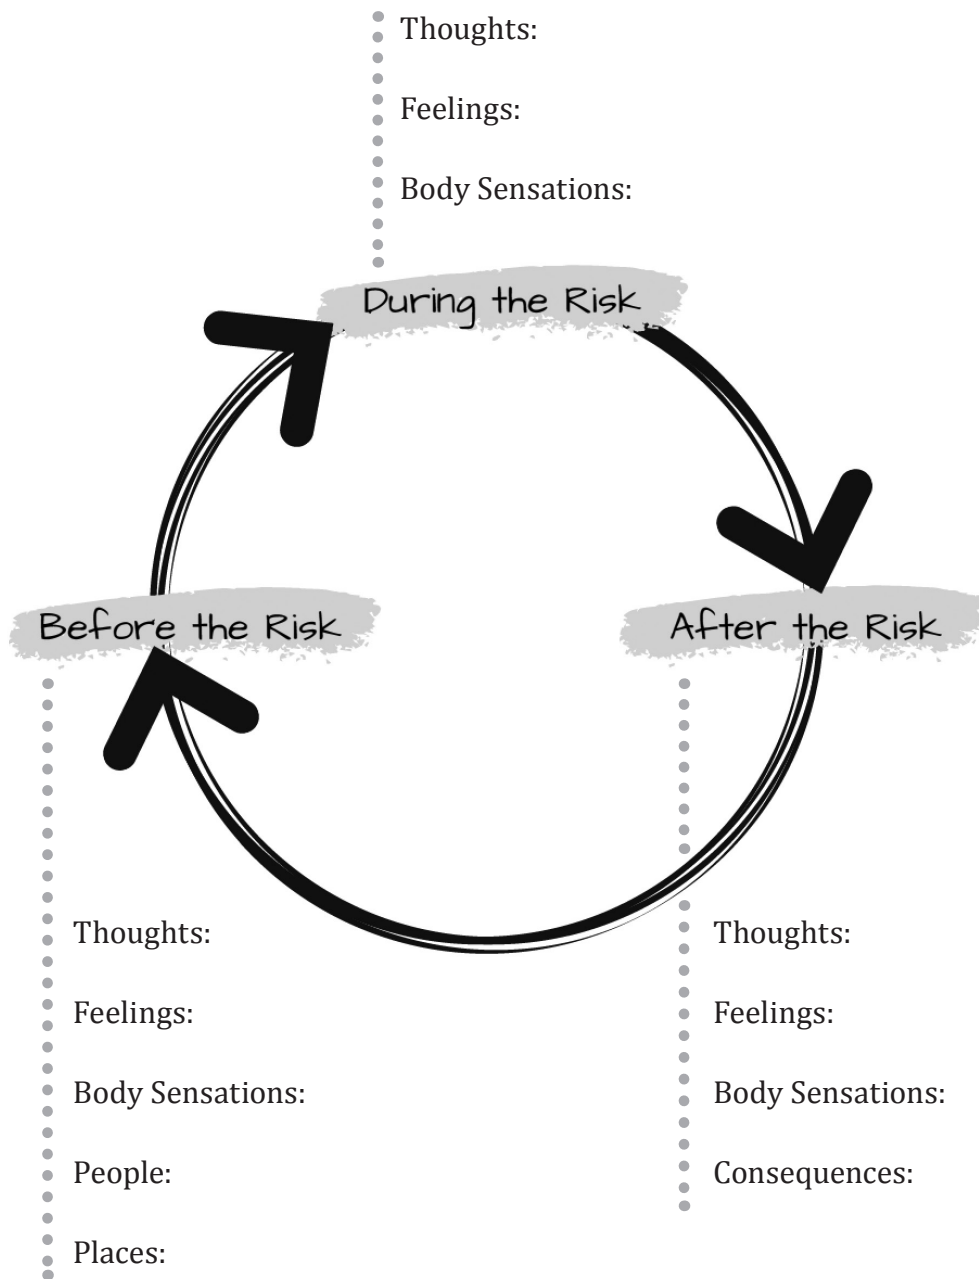 Thoughts:
Feelings:
Body Sensations:
During the Risk
Before the Risk
After the Risk
Thoughts:
Feelings:
Body Sensations:
People:
Places:
Thoughts:
Feelings:
Body Sensations:
Consequences: